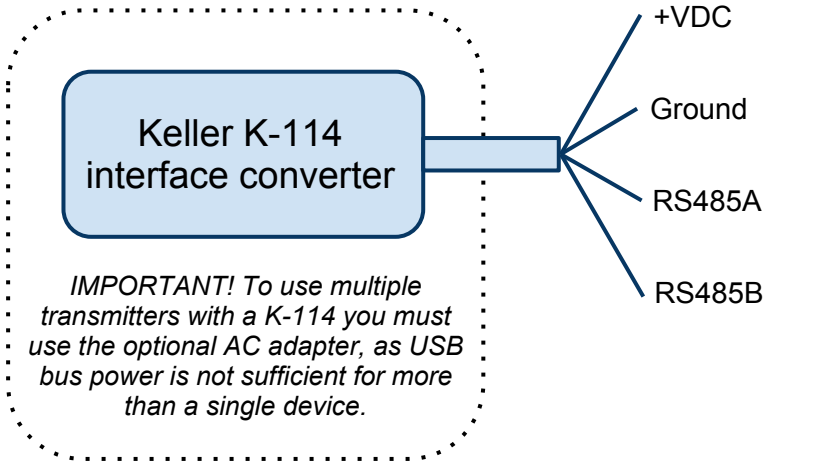 Keller K-114
interface converter
IMPORTANT! To use multiple
transmitters with a K-114 you must
use the optional AC adapter, as USB
bus power is not sufficient for more
than a single device.
+VDC
Ground
RS485A
RS485B